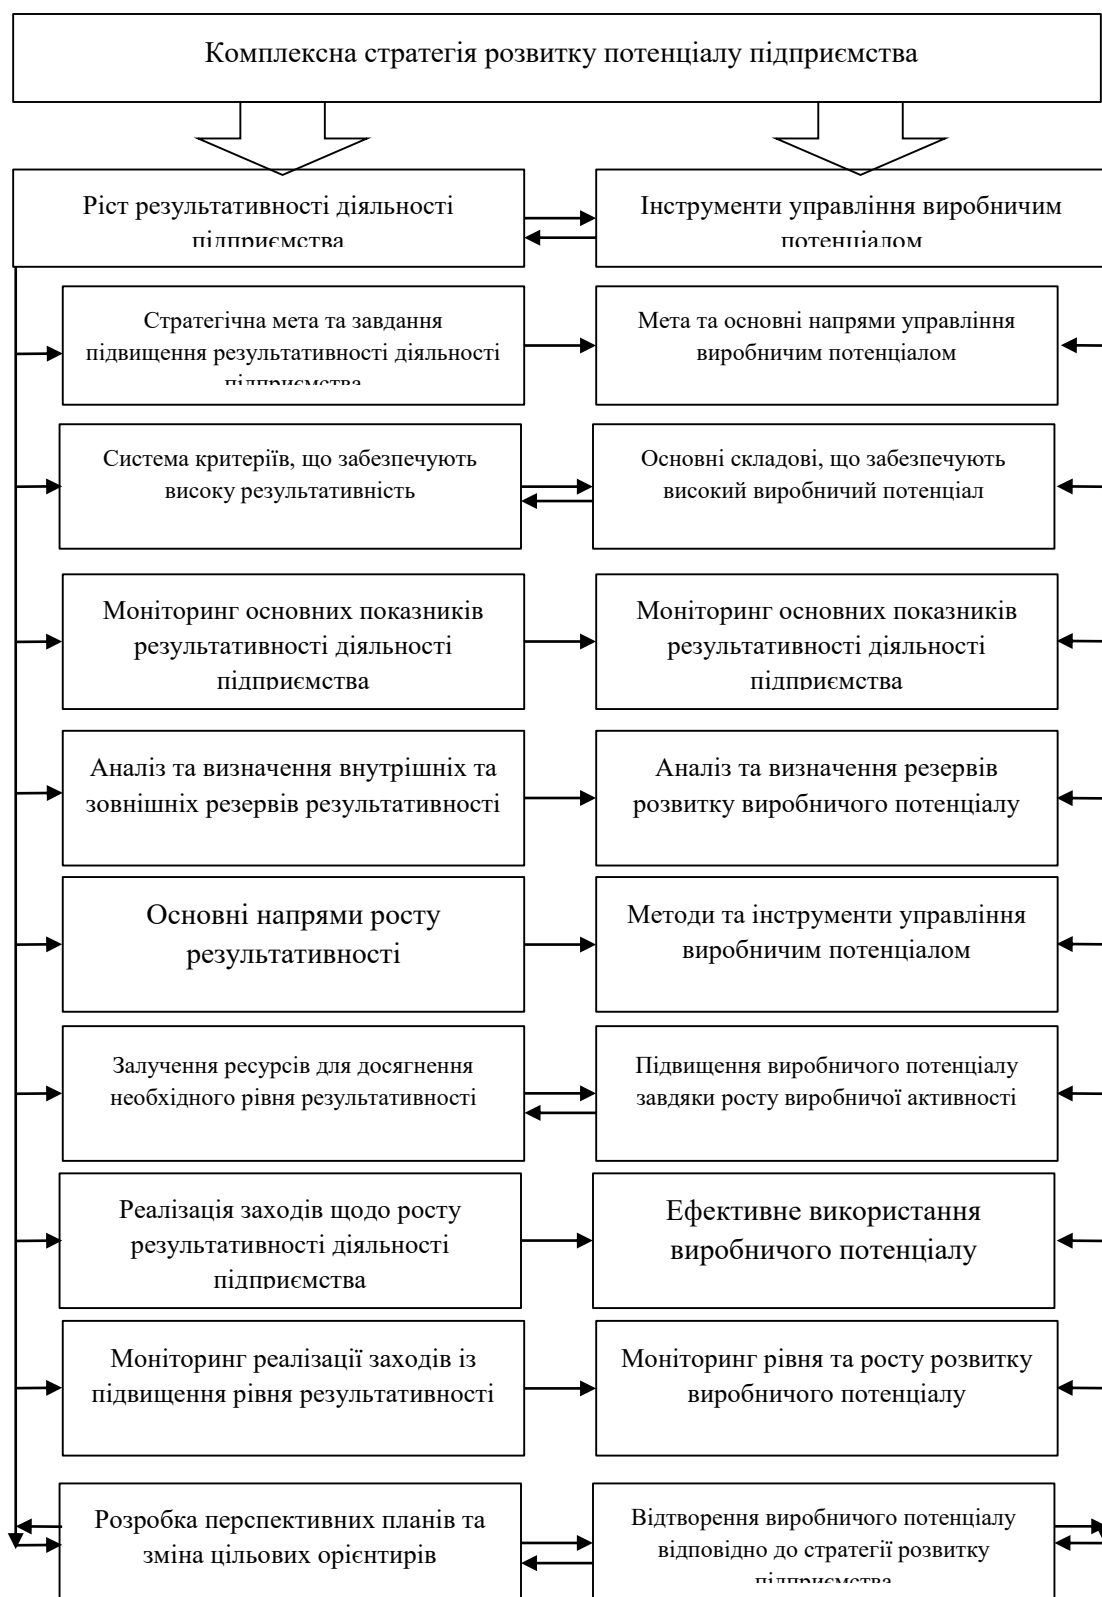 Комплексна стратегія розвитку потенціалу підприємства
Ріст результативності діяльності
підприємства
Інструменти управління виробничим
потенціалом
Стратегічна мета та завдання
підвищення результативності діяльності
підприємства
Мета та основні напрями управління
виробничим потенціалом
Система критеріїв, що забезпечують
високу результативність
Основні складові, що забезпечують
високий виробничий потенціал
Моніторинг основних показників
результативності діяльності
підприємства
Моніторинг основних показників
результативності діяльності
підприємства
Аналіз та визначення внутрішніх та
зовнішніх резервів результативності
Аналіз та визначення резервів
розвитку виробничого потенціалу
Основні напрями росту
результативності
Методи та інструменти управління
виробничим потенціалом
Залучення ресурсів для досягнення
необхідного рівня результативності
Підвищення виробничого потенціалу
завдяки росту виробничої активності
Реалізація заходів щодо росту
результативності діяльності
підприємства
Ефективне використання
виробничого потенціалу
Моніторинг реалізації заходів із
підвищення рівня результативності
Моніторинг рівня та росту розвитку
виробничого потенціалу
Розробка перспективних планів та
зміна цільових орієнтирів
Відтворення виробничого потенціалу
відповідно до стратегії розвитку
підприємства